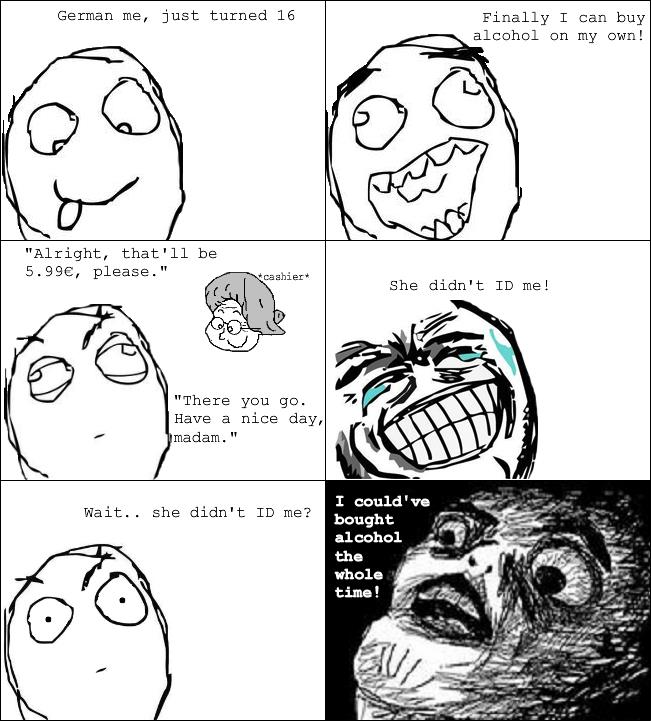 German me, just turned 16
Finally I can buy
alcohol on my own!
"Alright, that'll be
5.99€, please."
*cashier*
"There you go.
Have a nice day,
madam."
She didn't ID me!
Wait.. she didn't ID me?
I could've
bought
alcohol
the
whole
time!